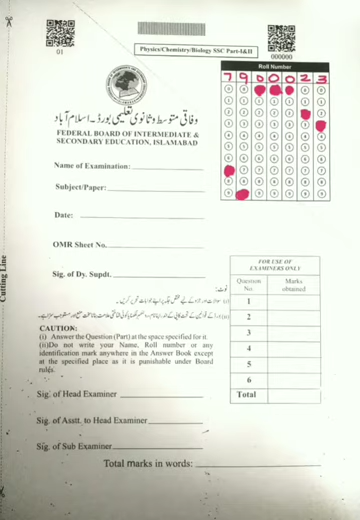 01
Physics/Chemistry/Biology SSC Part-I&II
000000
Roll Number
7 9 0 0 0 2 3
وفاقی متوسط و ثانوی تعلیمی بورڈ ۔ اسلام آباد
FEDERAL BOARD OF INTERMEDIATE &
SECONDARY EDUCATION, ISLAMABAD
Name of Examination:
Subject/Paper:
Date:
OMR Sheet No.
Sig. of Dy. Supdt.
FOR USE OF
EXAMINERS ONLY
Question No. Marks obtained
1
2
3
4
5
6
Total
نوٹ:
CAUTION:
(i) Answer the Question (Part) at the space specified for it.
(ii)Do not write your Name, Roll number or any
identification mark anywhere in the Answer Book except
at the specified place as it is punishable under Board
rules.
Sig. of Head Examiner
Sig. of Asstt. to Head Examiner
Sig. of Sub Examiner
Total marks in words:
Cutting Line